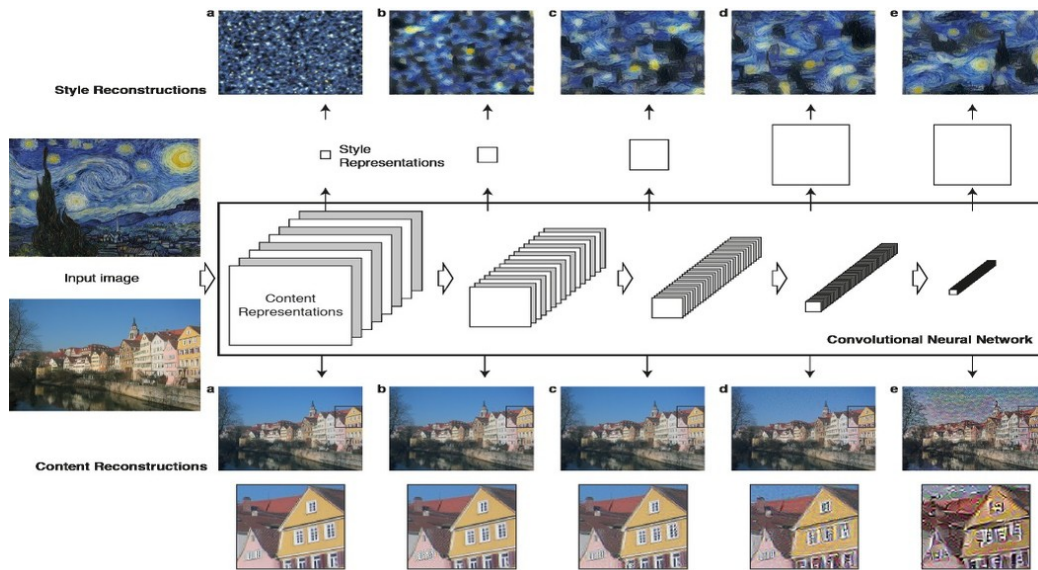 a b c d e
Style Reconstructions
Style
Representations
Input image
Content
Representations
Convolutional Neural Network
a b c d e
Content Reconstructions